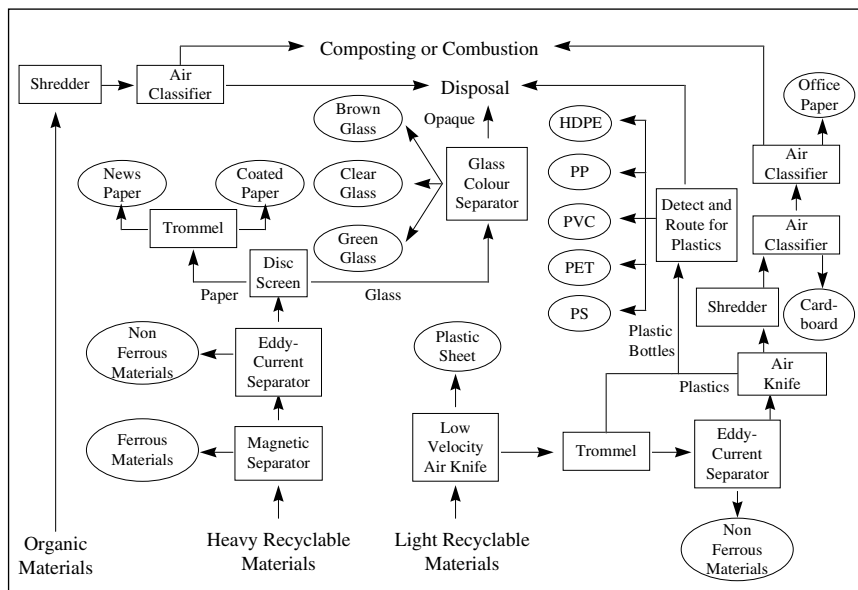 Composting or Combustion
Shredder
Air
Classifier
Disposal
Opaque
Brown
Glass
Clear
Glass
Green
Glass
Glass
Colour
Separator
News
Paper
Coated
Paper
Trommel
Disc
Screen
Paper
Glass
Non
Ferrous
Materials
Eddy-
Current
Separator
Ferrous
Materials
Magnetic
Separator
Organic
Materials
Heavy Recyclable
Materials
HDPE
PP
PVC
PET
PS
Detect and
Route for
Plastics
Plastic
Bottles
Office
Paper
Air
Classifier
Air
Classifier
Shredder
Card-
board
Air
Knife
Plastics
Plastic
Sheet
Low
Velocity
Air Knife
Trommel
Eddy-
Current
Separator
Non
Ferrous
Materials
Light Recyclable
Materials